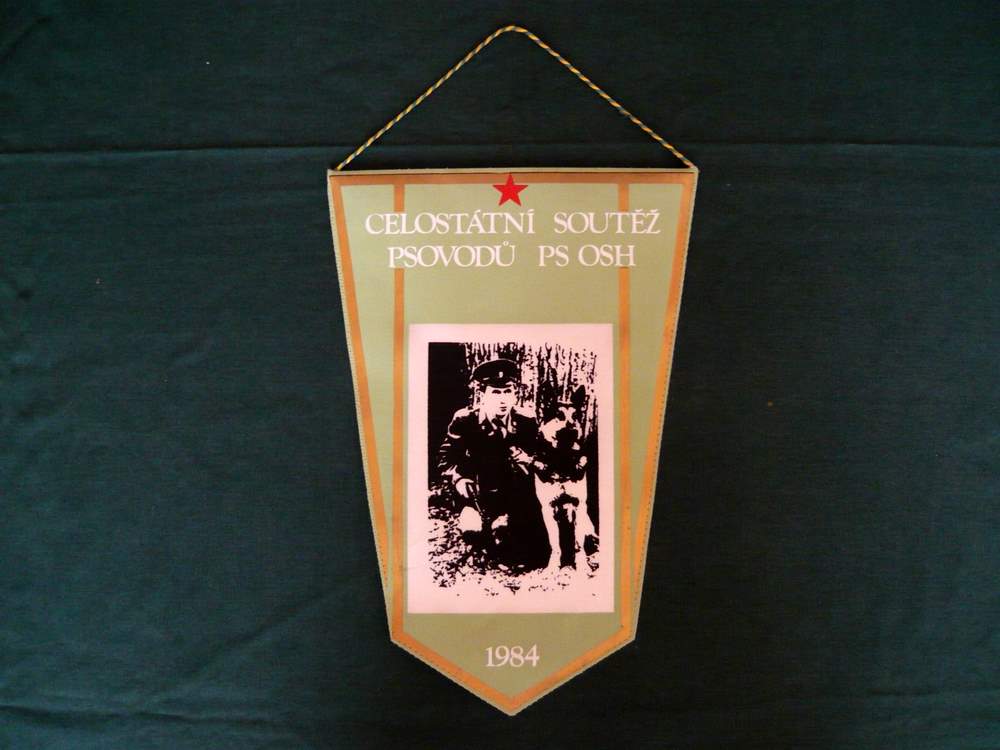 CELOSTÁTNÍ SOUTĚŽ
PSOVODŮ PS OSH
1984